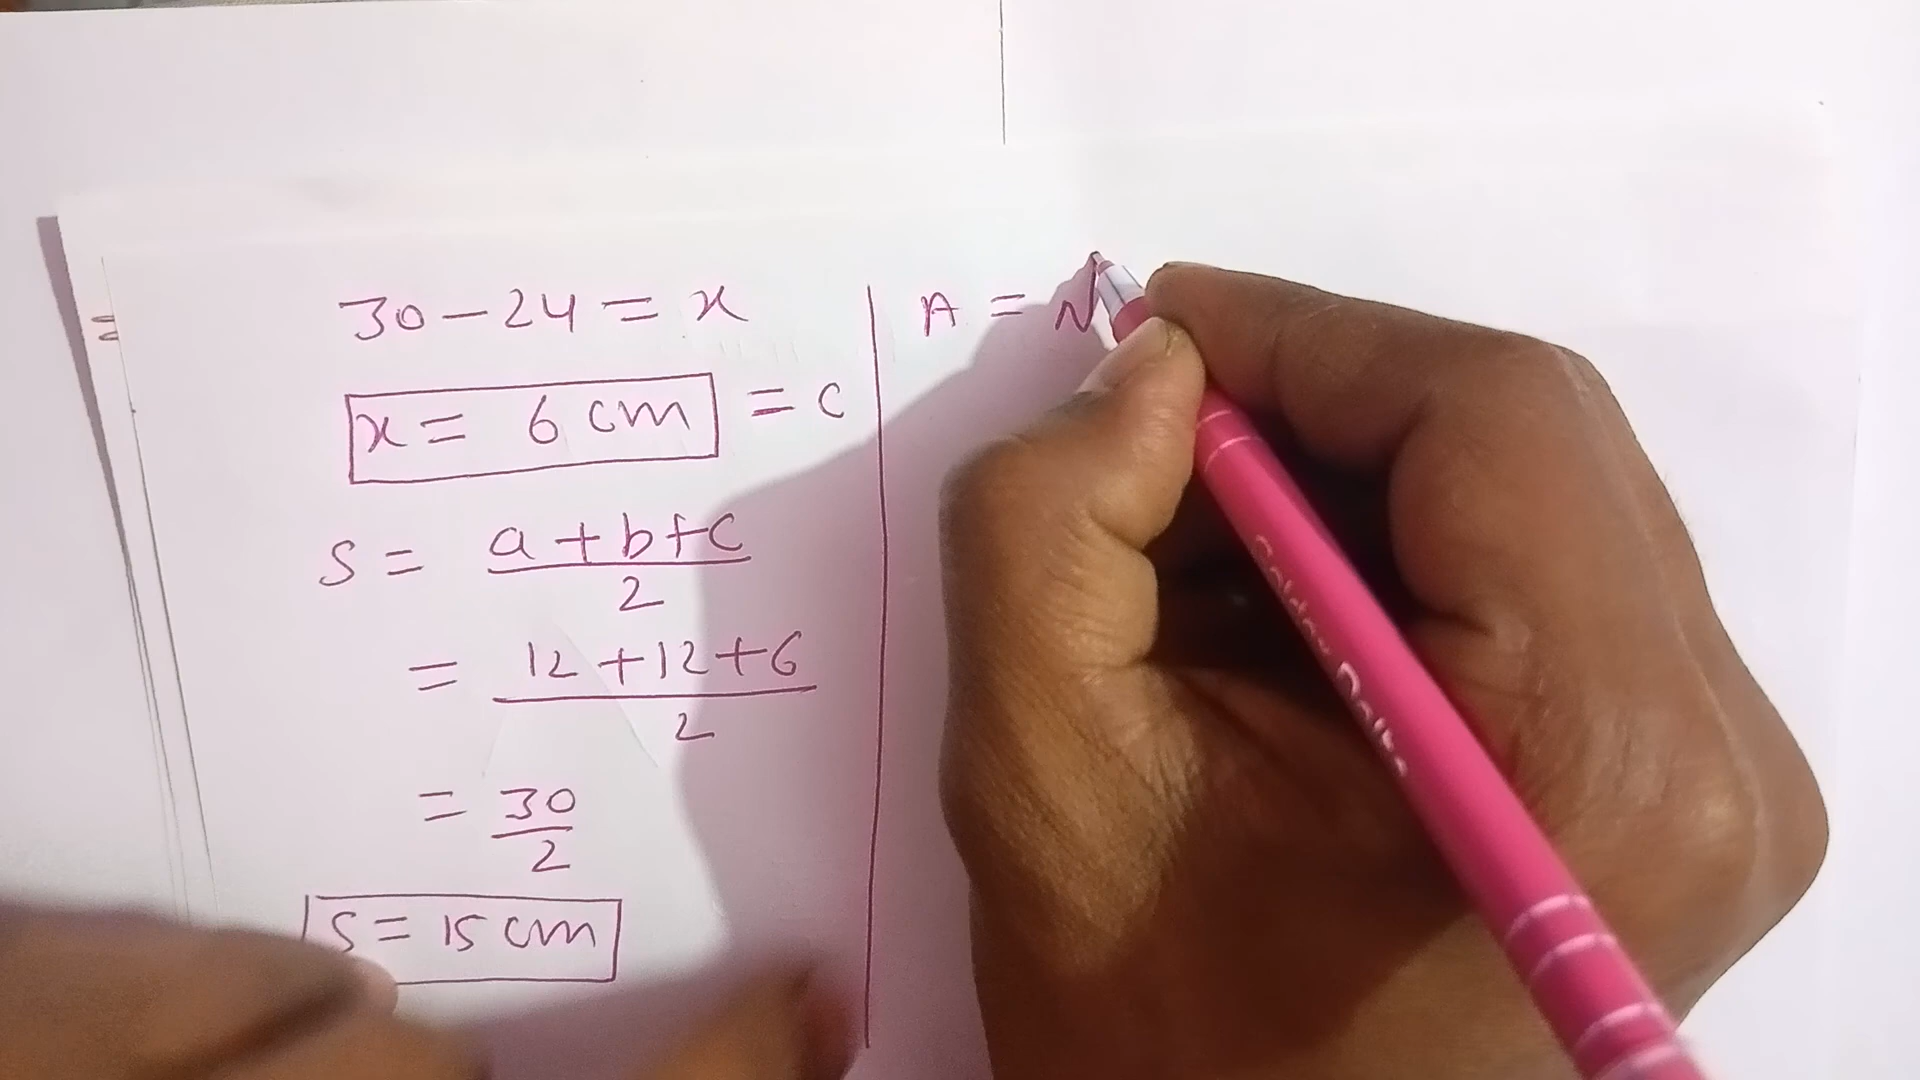 =
30 - 24 = x
x = 6 cm = c
s = a + b + c / 2
= 12 + 12 + 6 / 2
= 30 / 2
s = 15 cm
A = √